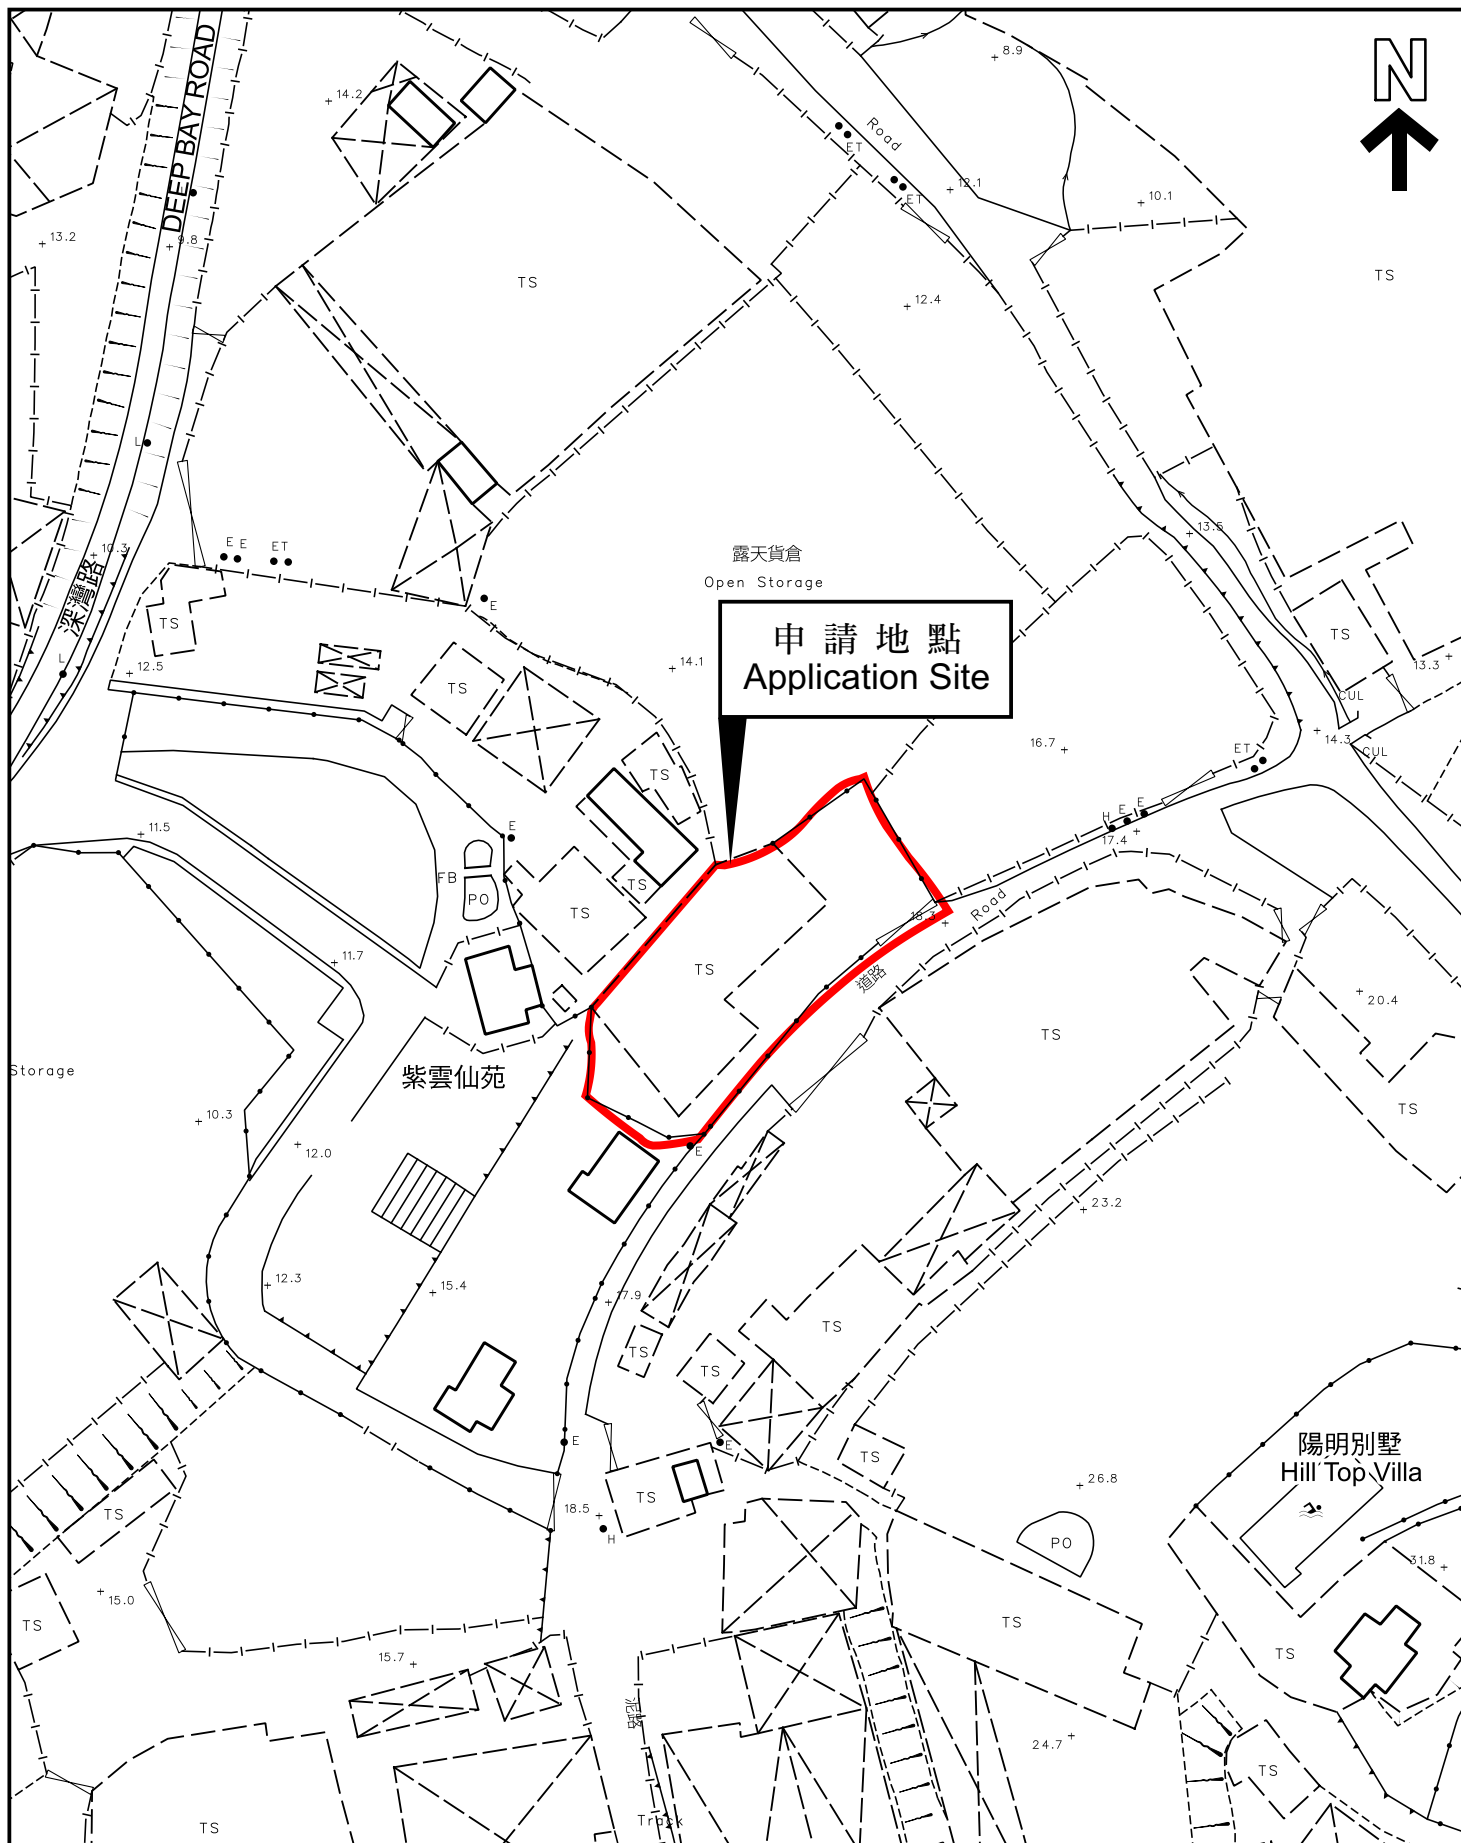 N
8.9
14.2
DEEP BAY ROAD
Road
ET
ET
12.1
10.1
13.2
9.8
TS
TS
12.4
L
13.5
E E
ET
10.3
露天貨倉
Open Storage
深灣路
E
TS
TS
申請地點
Application Site
L
12.5
14.1
13.3
TS
CUL
16.7
14.3
ET
CUL
TS
H
E
E
17.4
11.5
E
FB
PO
TS
TS
18.3
Road
道路
11.7
TS
20.4
TS
Storage
紫雲仙苑
TS
10.3
12.0
E
23.2
12.3
15.4
17.9
TS
TS
TS
陽明別墅
Hill Top Villa
E
E
TS
26.8
TS
18.5
TS
H
PO
31.8
15.0
TS
TS
TS
15.7
泥路
24.7
TS
Track
TS